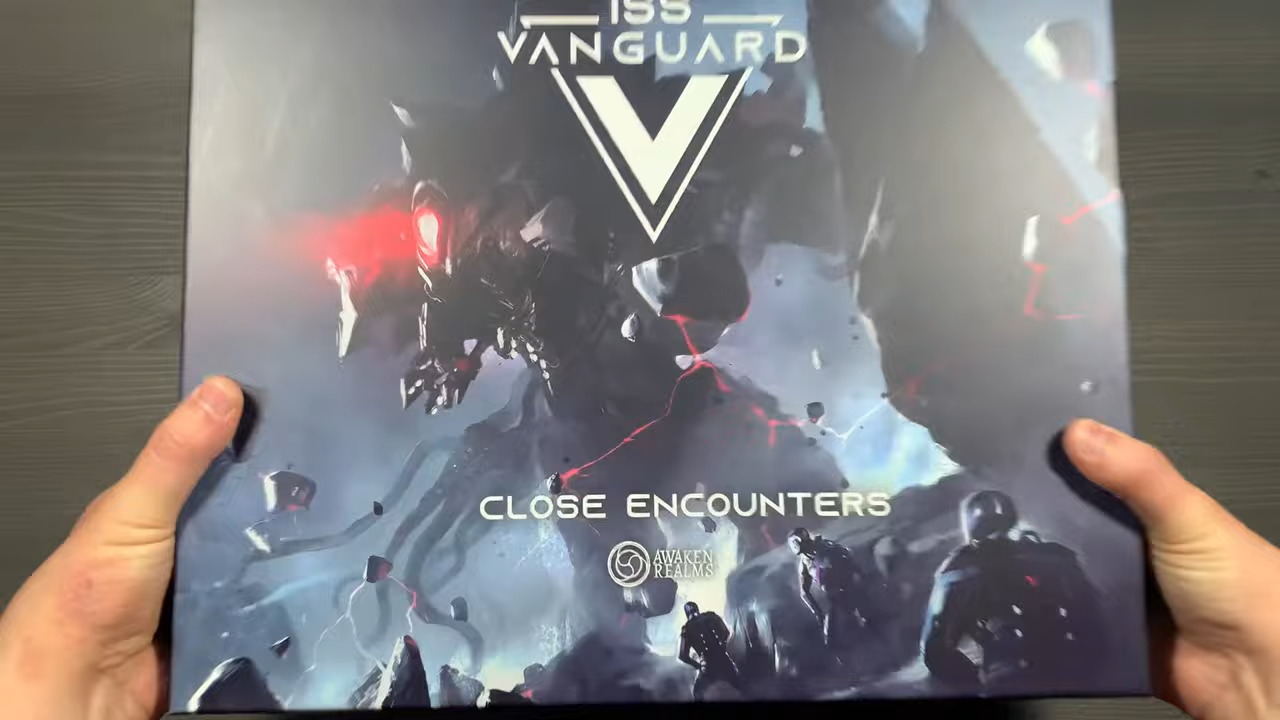 ISS
VANGUARD
V
CLOSE ENCOUNTERS
AWAKEN
REALMS